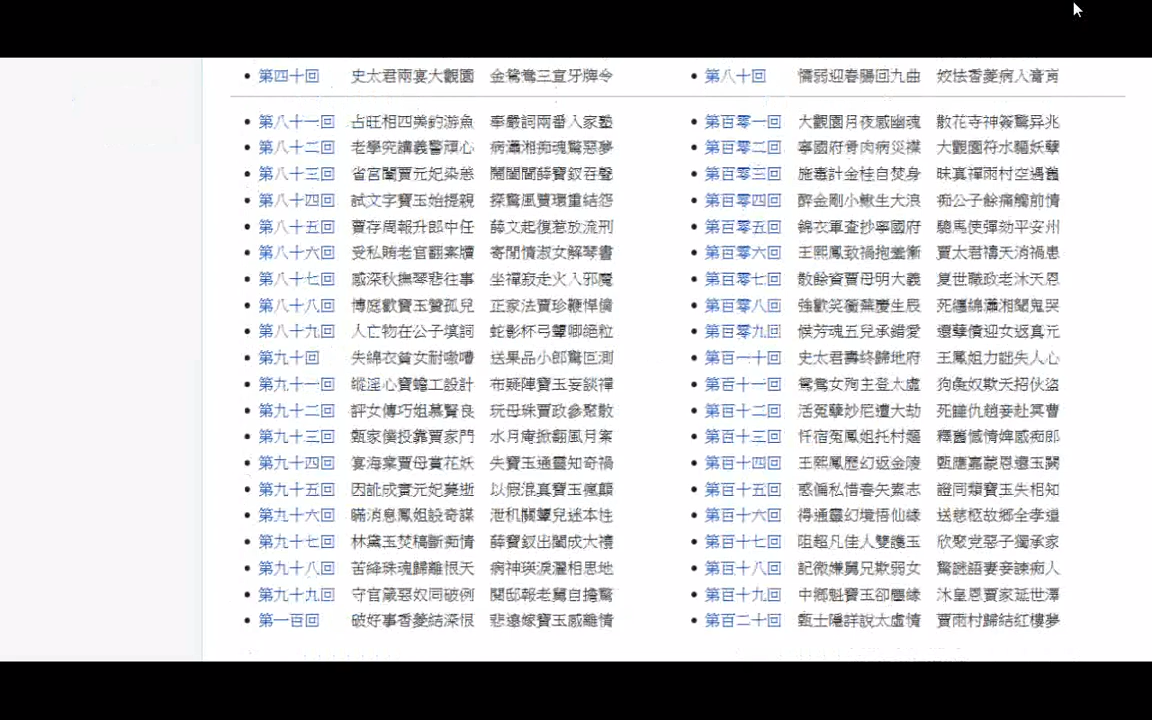 第四十回 史太君兩宴大觀園 金鴛鴦三宣牙牌令
第八十回 懦弱迎春腸回九曲 姣怯香菱病入膏肓
第八十一回 占旺相四美釣游魚 奉嚴詞兩番入家塾
第八十二回 老學究講義警頑心 病瀟湘痴魂驚惡夢
第八十三回 省宮闈賈元妃染恙 鬧閨閫薛寶釵吞聲
第八十四回 試文字寶玉始提親 探驚風賈環重結怨
第八十五回 賈存周報升郎中任 薛文起復惹放流刑
第八十六回 受私賄老官翻案牘 寄閒情淑女解琴書
第八十七回 感深秋撫琴悲往事 坐禪寂走火入邪魔
第八十八回 博庭歡寶玉贊孤兒 正家法賈珍鞭悍僕
第八十九回 人亡物在公子填詞 蛇影杯弓顰卿絕粒
第九十回 失綿衣貧女耐嗷嘈 送果品小郎驚叵測
第九十一回 縱淫心寶蟾工設計 布疑陣寶玉妄談禪
第九十二回 評女傳巧姐慕賢良 玩母珠賈政參聚散
第九十三回 甄家僕投靠賈家門 水月庵掀翻風月案
第九十四回 宴海棠賈母賞花妖 失寶玉通靈知奇禍
第九十五回 因訛成實元妃薨逝 以假混真寶玉瘋顛
第九十六回 瞞消息鳳姐設奇謀 泄机關顰兒迷本性
第九十七回 林黛玉焚稿斷痴情 薛寶釵出閨成大禮
第九十八回 苦絳珠魂歸離恨天 病神瑛淚灑相思地
第九十九回 守官箴惡奴同破例 閱邸報老舅自擔驚
第一百回 破好事香菱結深恨 悲遠嫁寶玉感離情
第百零一回 大觀園月夜感幽魂 散花寺神簽驚异兆
第百零二回 寧國府骨肉病災祲 大觀園符水驅妖孽
第百零三回 施毒計金桂自焚身 昧真禪雨村空遇舊
第百零四回 醉金剛小鰍生大浪 痴公子餘痛觸前情
第百零五回 錦衣軍查抄寧國府 驄馬使彈劾平安州
第百零六回 王熙鳳致禍抱羞慚 賈太君禱天消禍患
第百零七回 散餘資賈母明大義 复世職政老沐天恩
第百零八回 強歡笑蘅蕪慶生辰 死纏綿瀟湘聞鬼哭
第百零九回 候芳魂五兒承錯愛 還孽債迎女返真元
第百一十回 史太君壽終歸地府 王鳳姐力詘失人心
第百十一回 鴛鴦女殉主登太虛 狗彘奴欺天招伙盜
第百十二回 活冤孽妙尼遭大劫 死讎仇趙妾赴冥曹
第百十三回 忏宿冤鳳姐托村嫗 釋舊憾情婢感痴郎
第百十四回 王熙鳳歷幻返金陵 甄應嘉蒙恩還玉闕
第百十五回 惑偏私惜春矢素志 證同類寶玉失相知
第百十六回 得通靈幻境悟仙緣 送慈柩故鄉全孝道
第百十七回 阻超凡佳人雙護玉 欣聚党惡子獨承家
第百十八回 記微嫌舅兄欺弱女 驚謎語妻妾諫痴人
第百十九回 中鄉魁寶玉卻塵緣 沐皇恩賈家延世澤
第百二十回 甄士隱詳說太虛情 賈雨村歸結紅樓夢